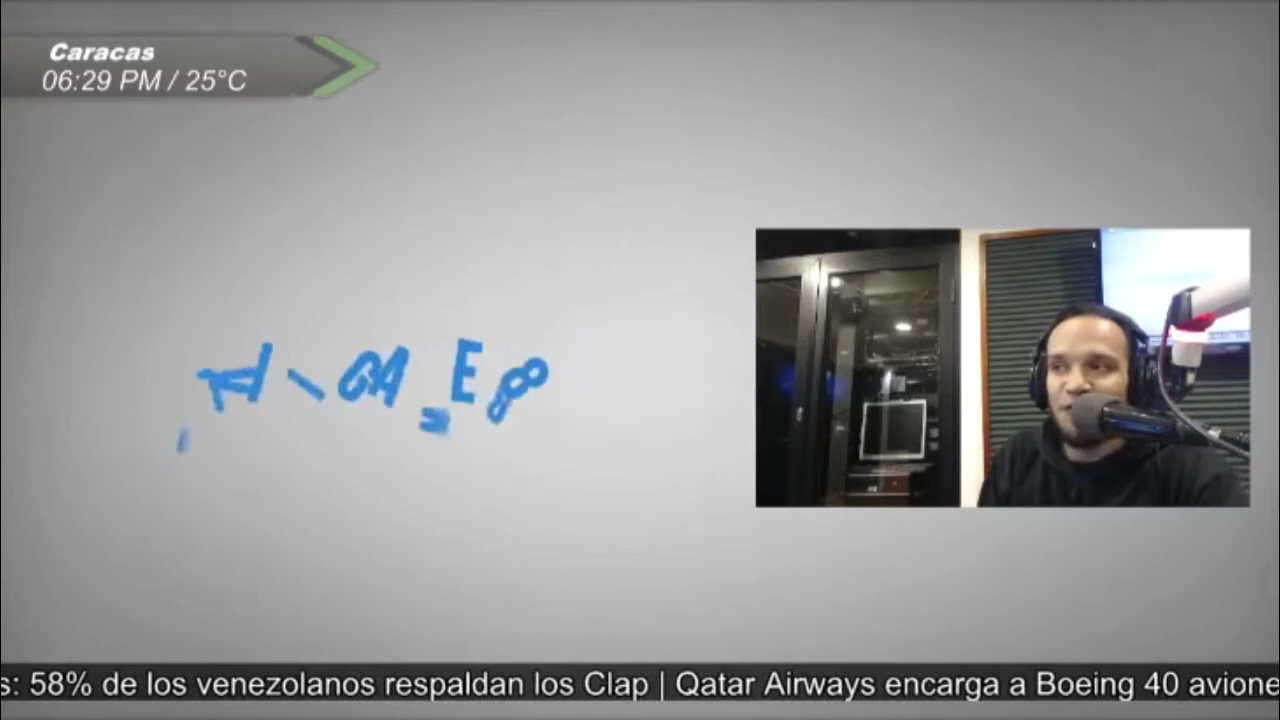 Caracas
06:29 PM / 25°C
s: 58% de los venezolanos respaldan los Clap | Qatar Airways encarga a Boeing 40 avione